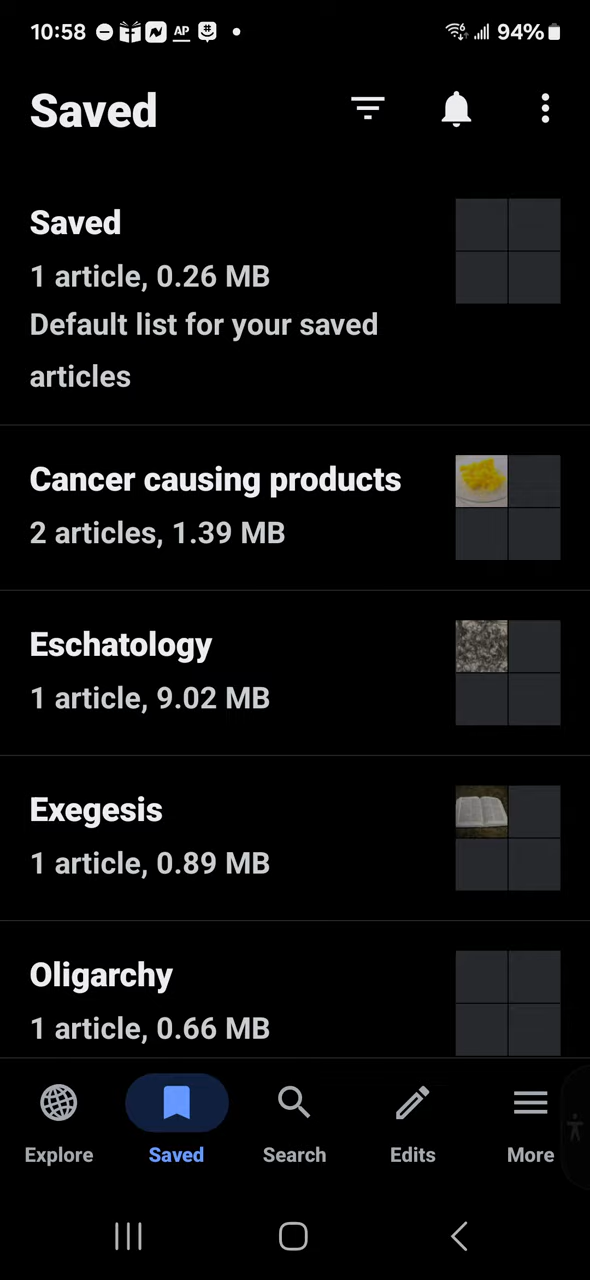 10:58 AP 94%
Saved
Saved
1 article, 0.26 MB
Default list for your saved
articles
Cancer causing products
2 articles, 1.39 MB
Eschatology
1 article, 9.02 MB
Exegesis
1 article, 0.89 MB
Oligarchy
1 article, 0.66 MB
Explore Saved Search Edits More